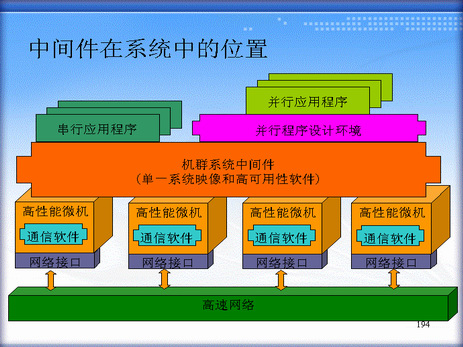 中间件在系统中的位置
并行应用程序
串行应用程序
并行程序设计环境
机群系统中间件
(单一系统映像和高可用性软件)
高性能微机
高性能微机
高性能微机
高性能微机
通信软件
通信软件
通信软件
通信软件
网络接口
网络接口
网络接口
网络接口
高速网络
194